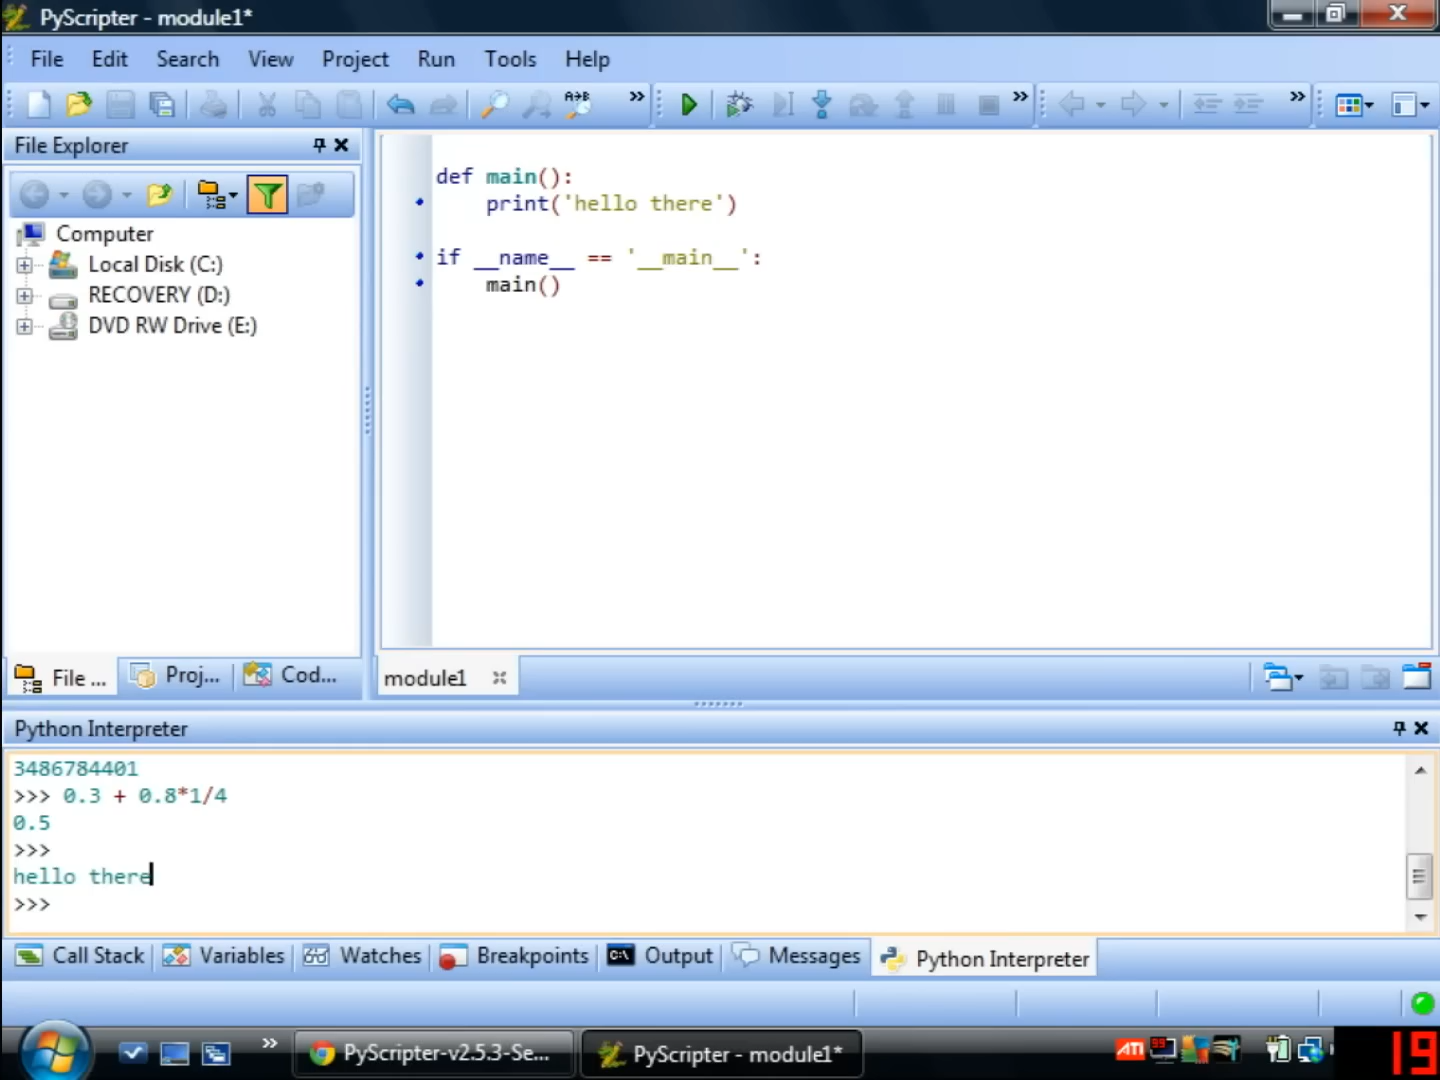 PyScripter - module1*
File Edit Search View Project Run Tools Help
File Explorer
Computer
Local Disk (C:)
RECOVERY (D:)
DVD RW Drive (E:)
def main():
print('hello there')
if __name__ == '__main__':
main()
File ... Proj... Cod...
module1
Python Interpreter
3486784401
>>> 0.3 + 0.8*1/4
0.5
>>>
hello there
>>>
Call Stack Variables Watches Breakpoints Output Messages Python Interpreter
PyScripter-v2.5.3-Se... PyScripter - module1* ATI 99 19